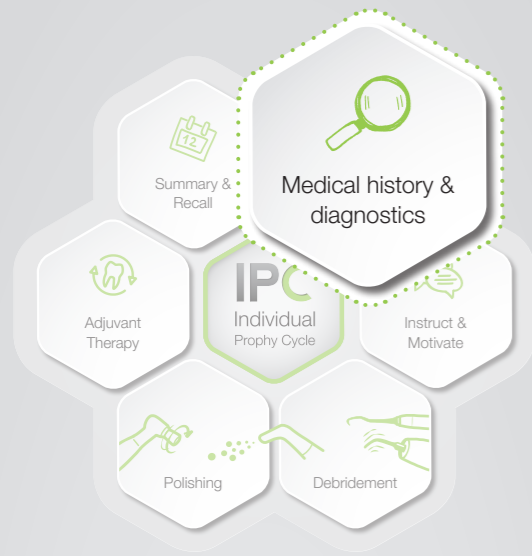 12
Summary &
Recall
Medical history &
diagnostics
IPC
Individual
Prophy Cycle
Adjuvant
Therapy
Instruct &
Motivate
Polishing
Debridement